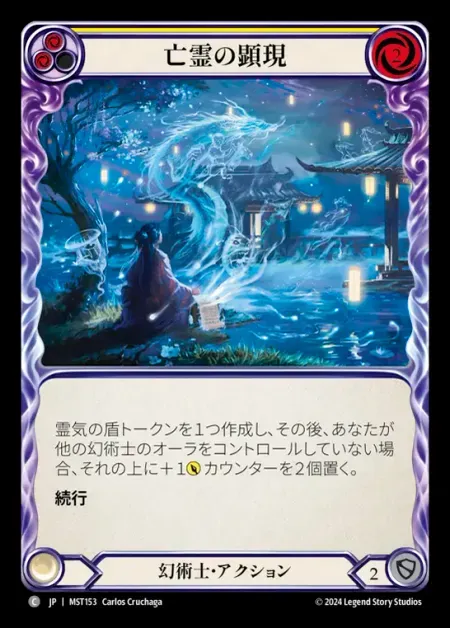 亡霊の顕現
2
霊気の盾トークンを1つ作成し、その後、あなたが
他の幻術士のオーラをコントロールしていない場
合、それの上に+1カウンターを2個置く。
続行
幻術士・アクション
2
C JP | MST153 Carlos Cruchaga
© 2024 Legend Story Studios